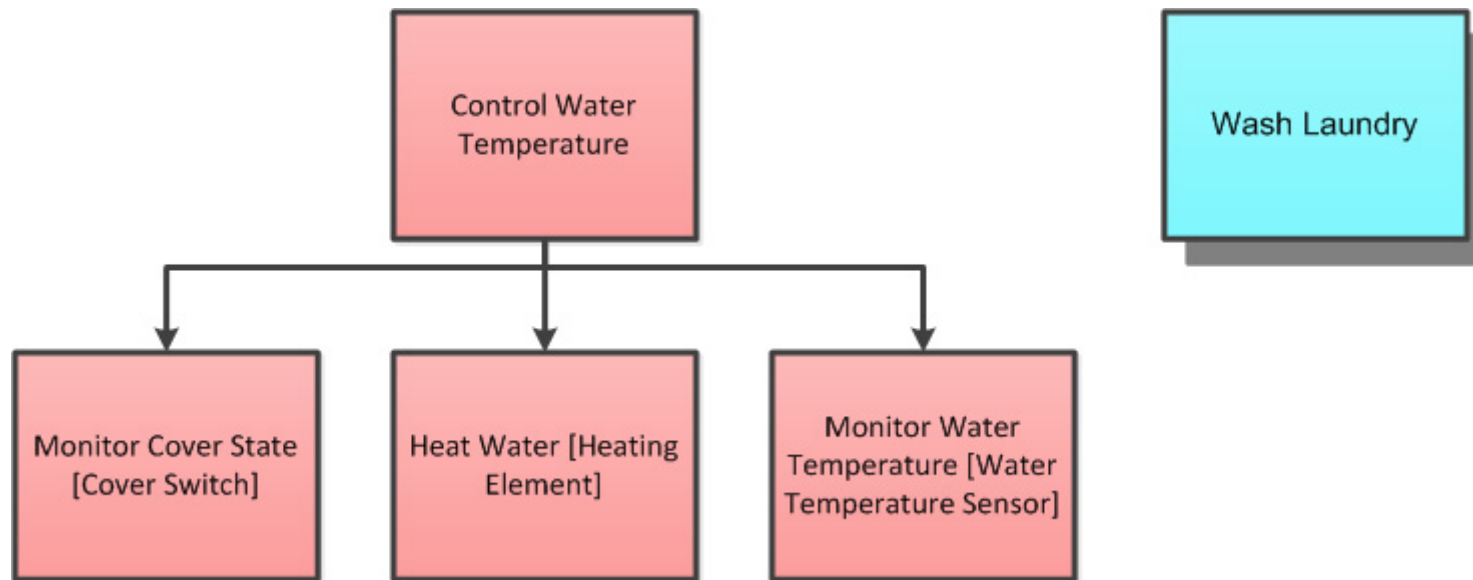 Control Water
Temperature
Wash Laundry
Monitor Cover State
[Cover Switch]
Heat Water [Heating
Element]
Monitor Water
Temperature [Water
Temperature Sensor]